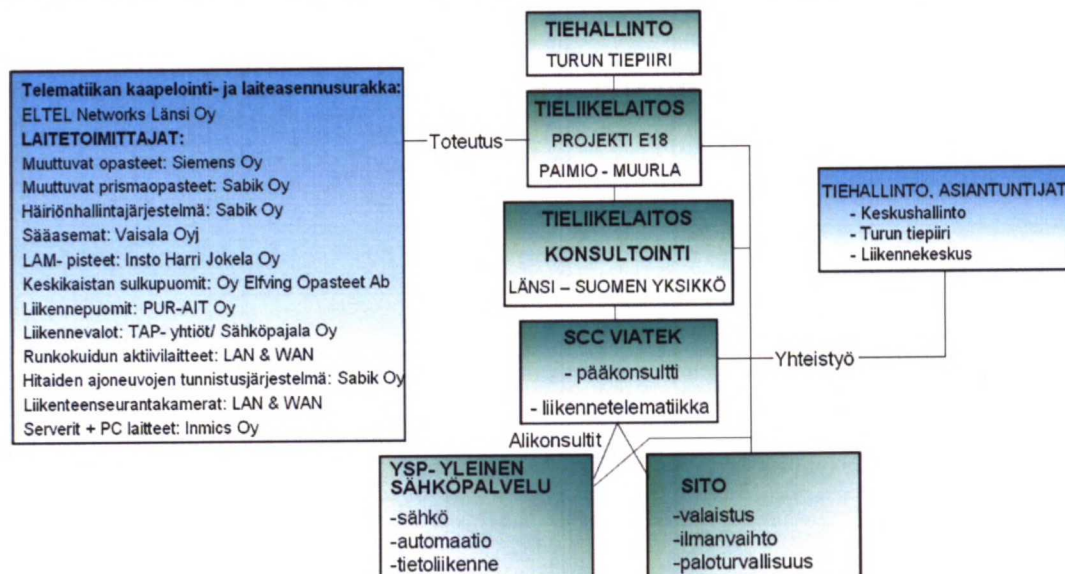 TIEHALLINTO
TURUN TIEPIIRI
Telematiikan kaapelointi- ja laiteasennusurakka:
ELTEL Networks Länsi Oy
LAITETOIMITTAJAT:
Muuttuvat opasteet: Siemens Oy
Muuttuvat prismaopasteet: Sabik Oy
Häiriönhallintajärjestelmä: Sabik Oy
Sääasemat: Vaisala Oyj
LAM- pisteet: Insto Harri Jokela Oy
Keskikaistan sulkupuomit: Oy Elfving Opasteet Ab
Liikennepuomit: PUR-AIT Oy
Liikennevalot: TAP- yhtiöt/ Sähköpajala Oy
Runkokuidun aktiivilaitteet: LAN & WAN
Hitaiden ajoneuvojen tunnistusjärjestelmä: Sabik Oy
Liikenteenseurantakamerat: LAN & WAN
Serverit + PC laitteet: Inmics Oy
Toteutus
TIELIIKELAITOS
PROJEKTI E18
PAIMIO - MUURLA
TIELIIKELAITOS
KONSULTOINTI
LÄNSI – SUOMEN YKSIKKÖ
TIEHALLINTO, ASIANTUNTIJAT
- Keskushallinto
- Turun tiepiiri
- Liikennekeskus
SCC VIATEK
- pääkonsultti
- liikennetelematiikka
Yhteistyö
Alikonsultit
YSP- YLEINEN
SÄHKÖPALVELU
-sähkö
-automaatio
-tietoliikenne
SITO
-valaistus
-ilmanvaihto
-paloturvallisuus